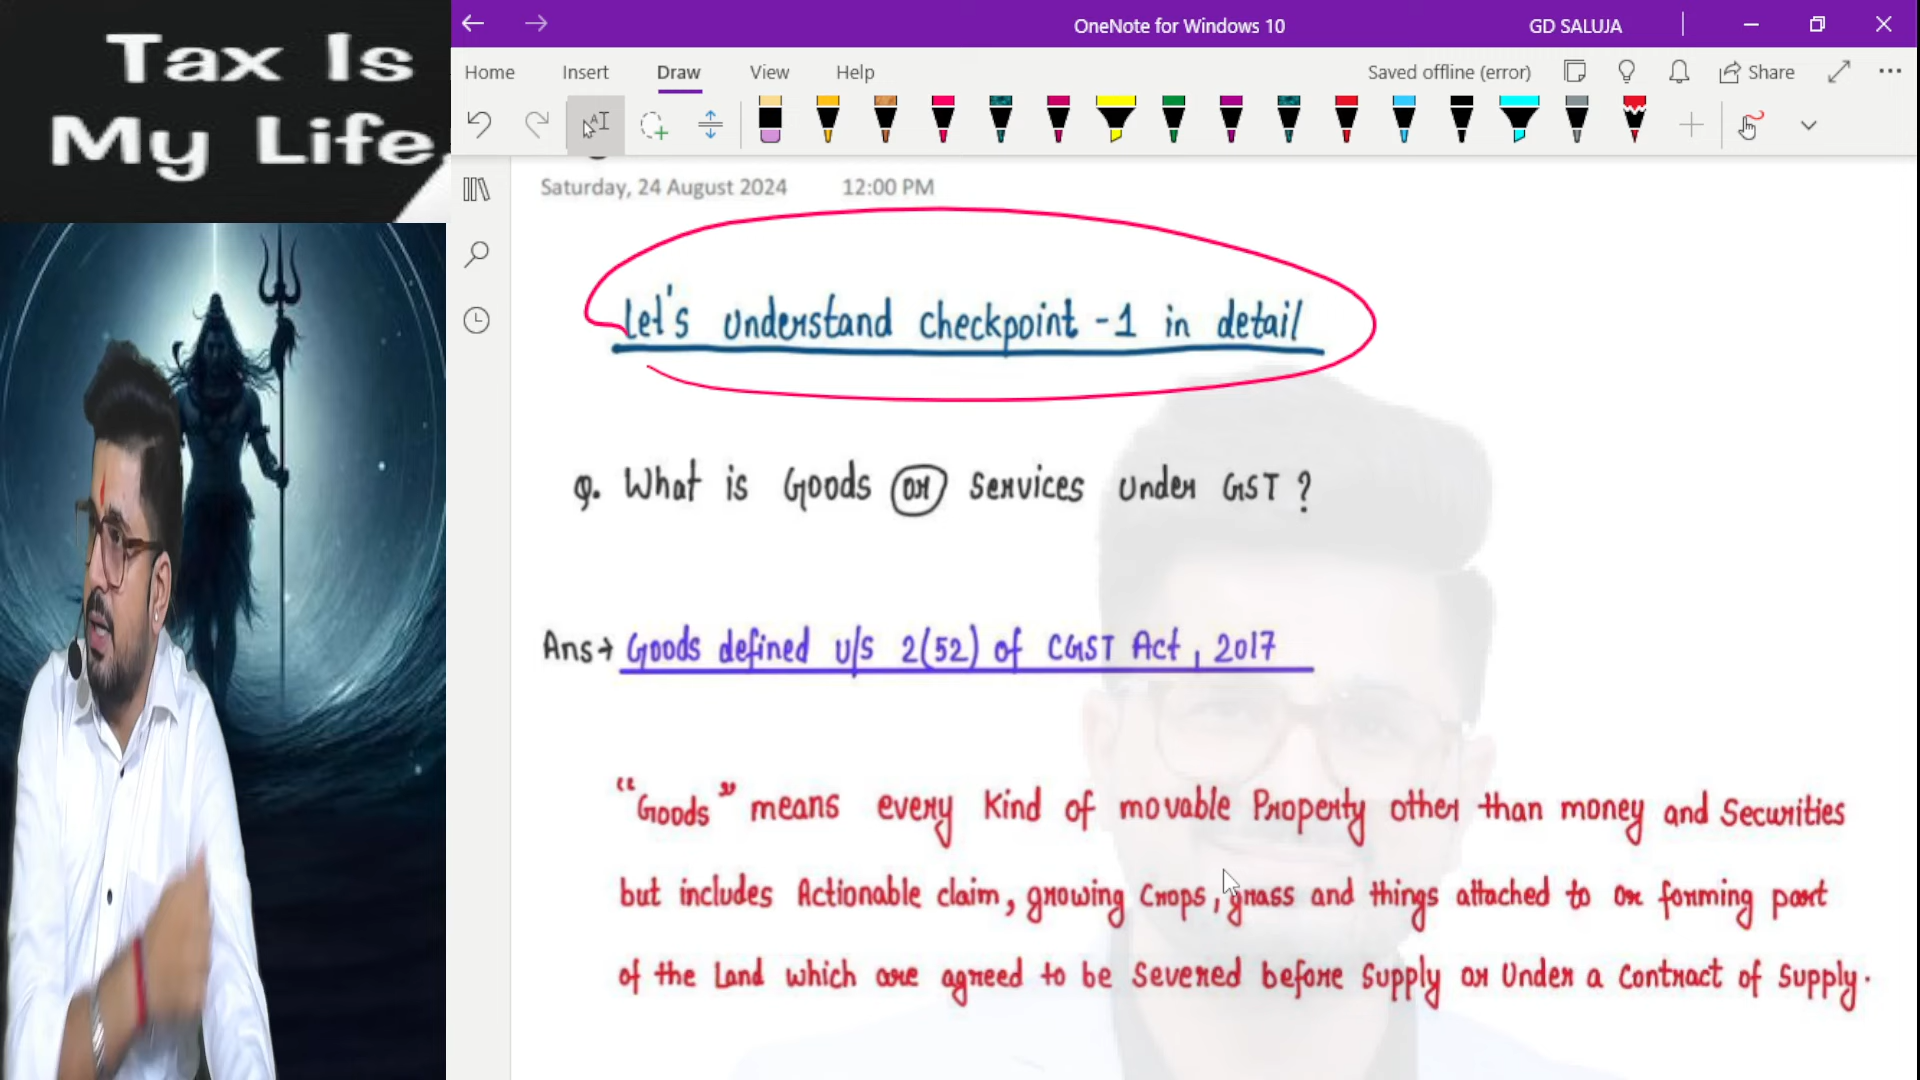 Tax Is
My Life.
OneNote for Windows 10
GD SALUJA
Home Insert Draw View Help
Saved offline (error)
Share
Saturday, 24 August 2024 12:00 PM
Let's understand checkpoint -1 in detail
Q. What is Goods or Services under GST ?
Ans → Goods defined u/s 2(52) of CGST Act, 2017
"Goods" means every Kind of movable Property other than money and Securities
but includes Actionable claim, growing Crops, grass and things attached to or forming part
of the Land which are agreed to be Severed before Supply or Under a Contract of Supply.